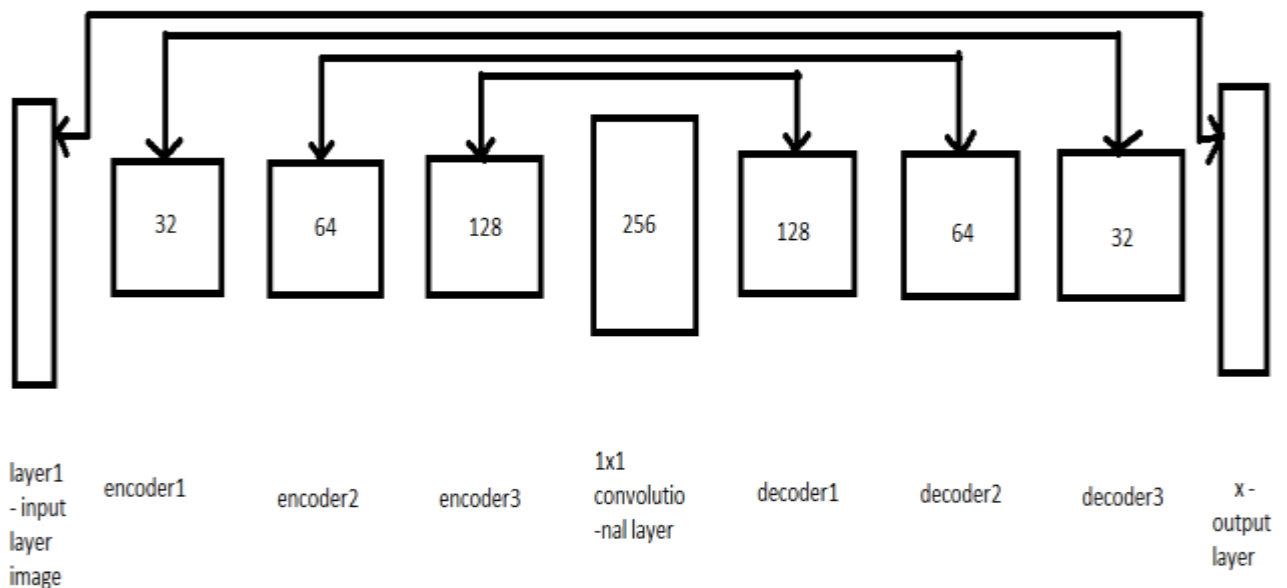 32
64
128
256
128
64
32
layer1
- input
layer
image
encoder1
encoder2
encoder3
1x1
convolutio
-nal layer
decoder1
decoder2
decoder3
x -
output
layer